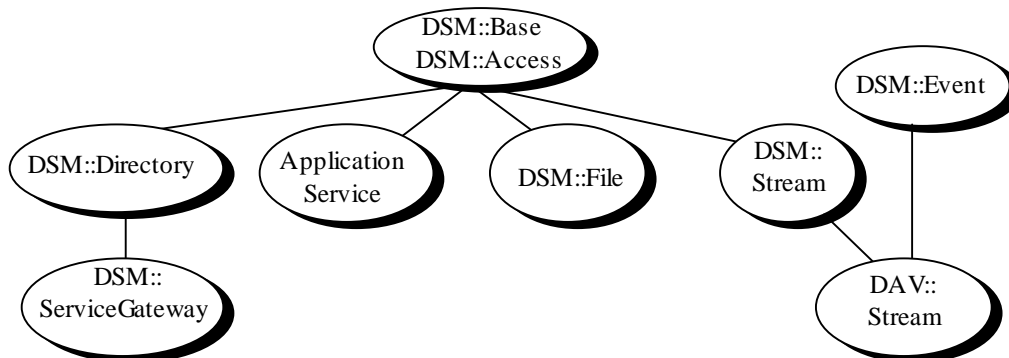 DSM::Base
DSM::Access
DSM::Event
DSM::Directory
Application
Service
DSM::File
DSM::
Stream
DSM::
ServiceGateway
DAV::
Stream